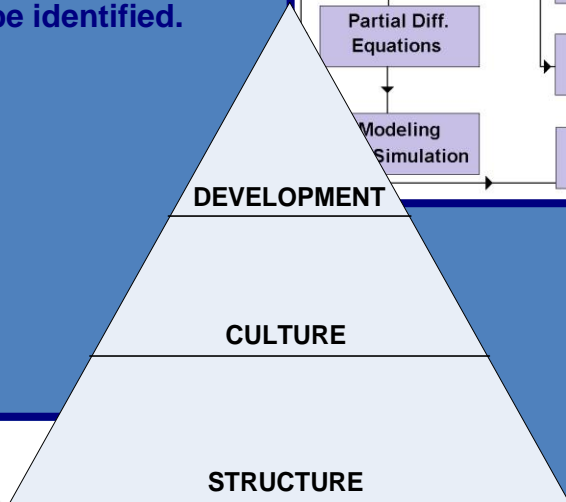 be identified.
Partial Diff.
Equations
Modeling
Simulation
DEVELOPMENT
CULTURE
STRUCTURE